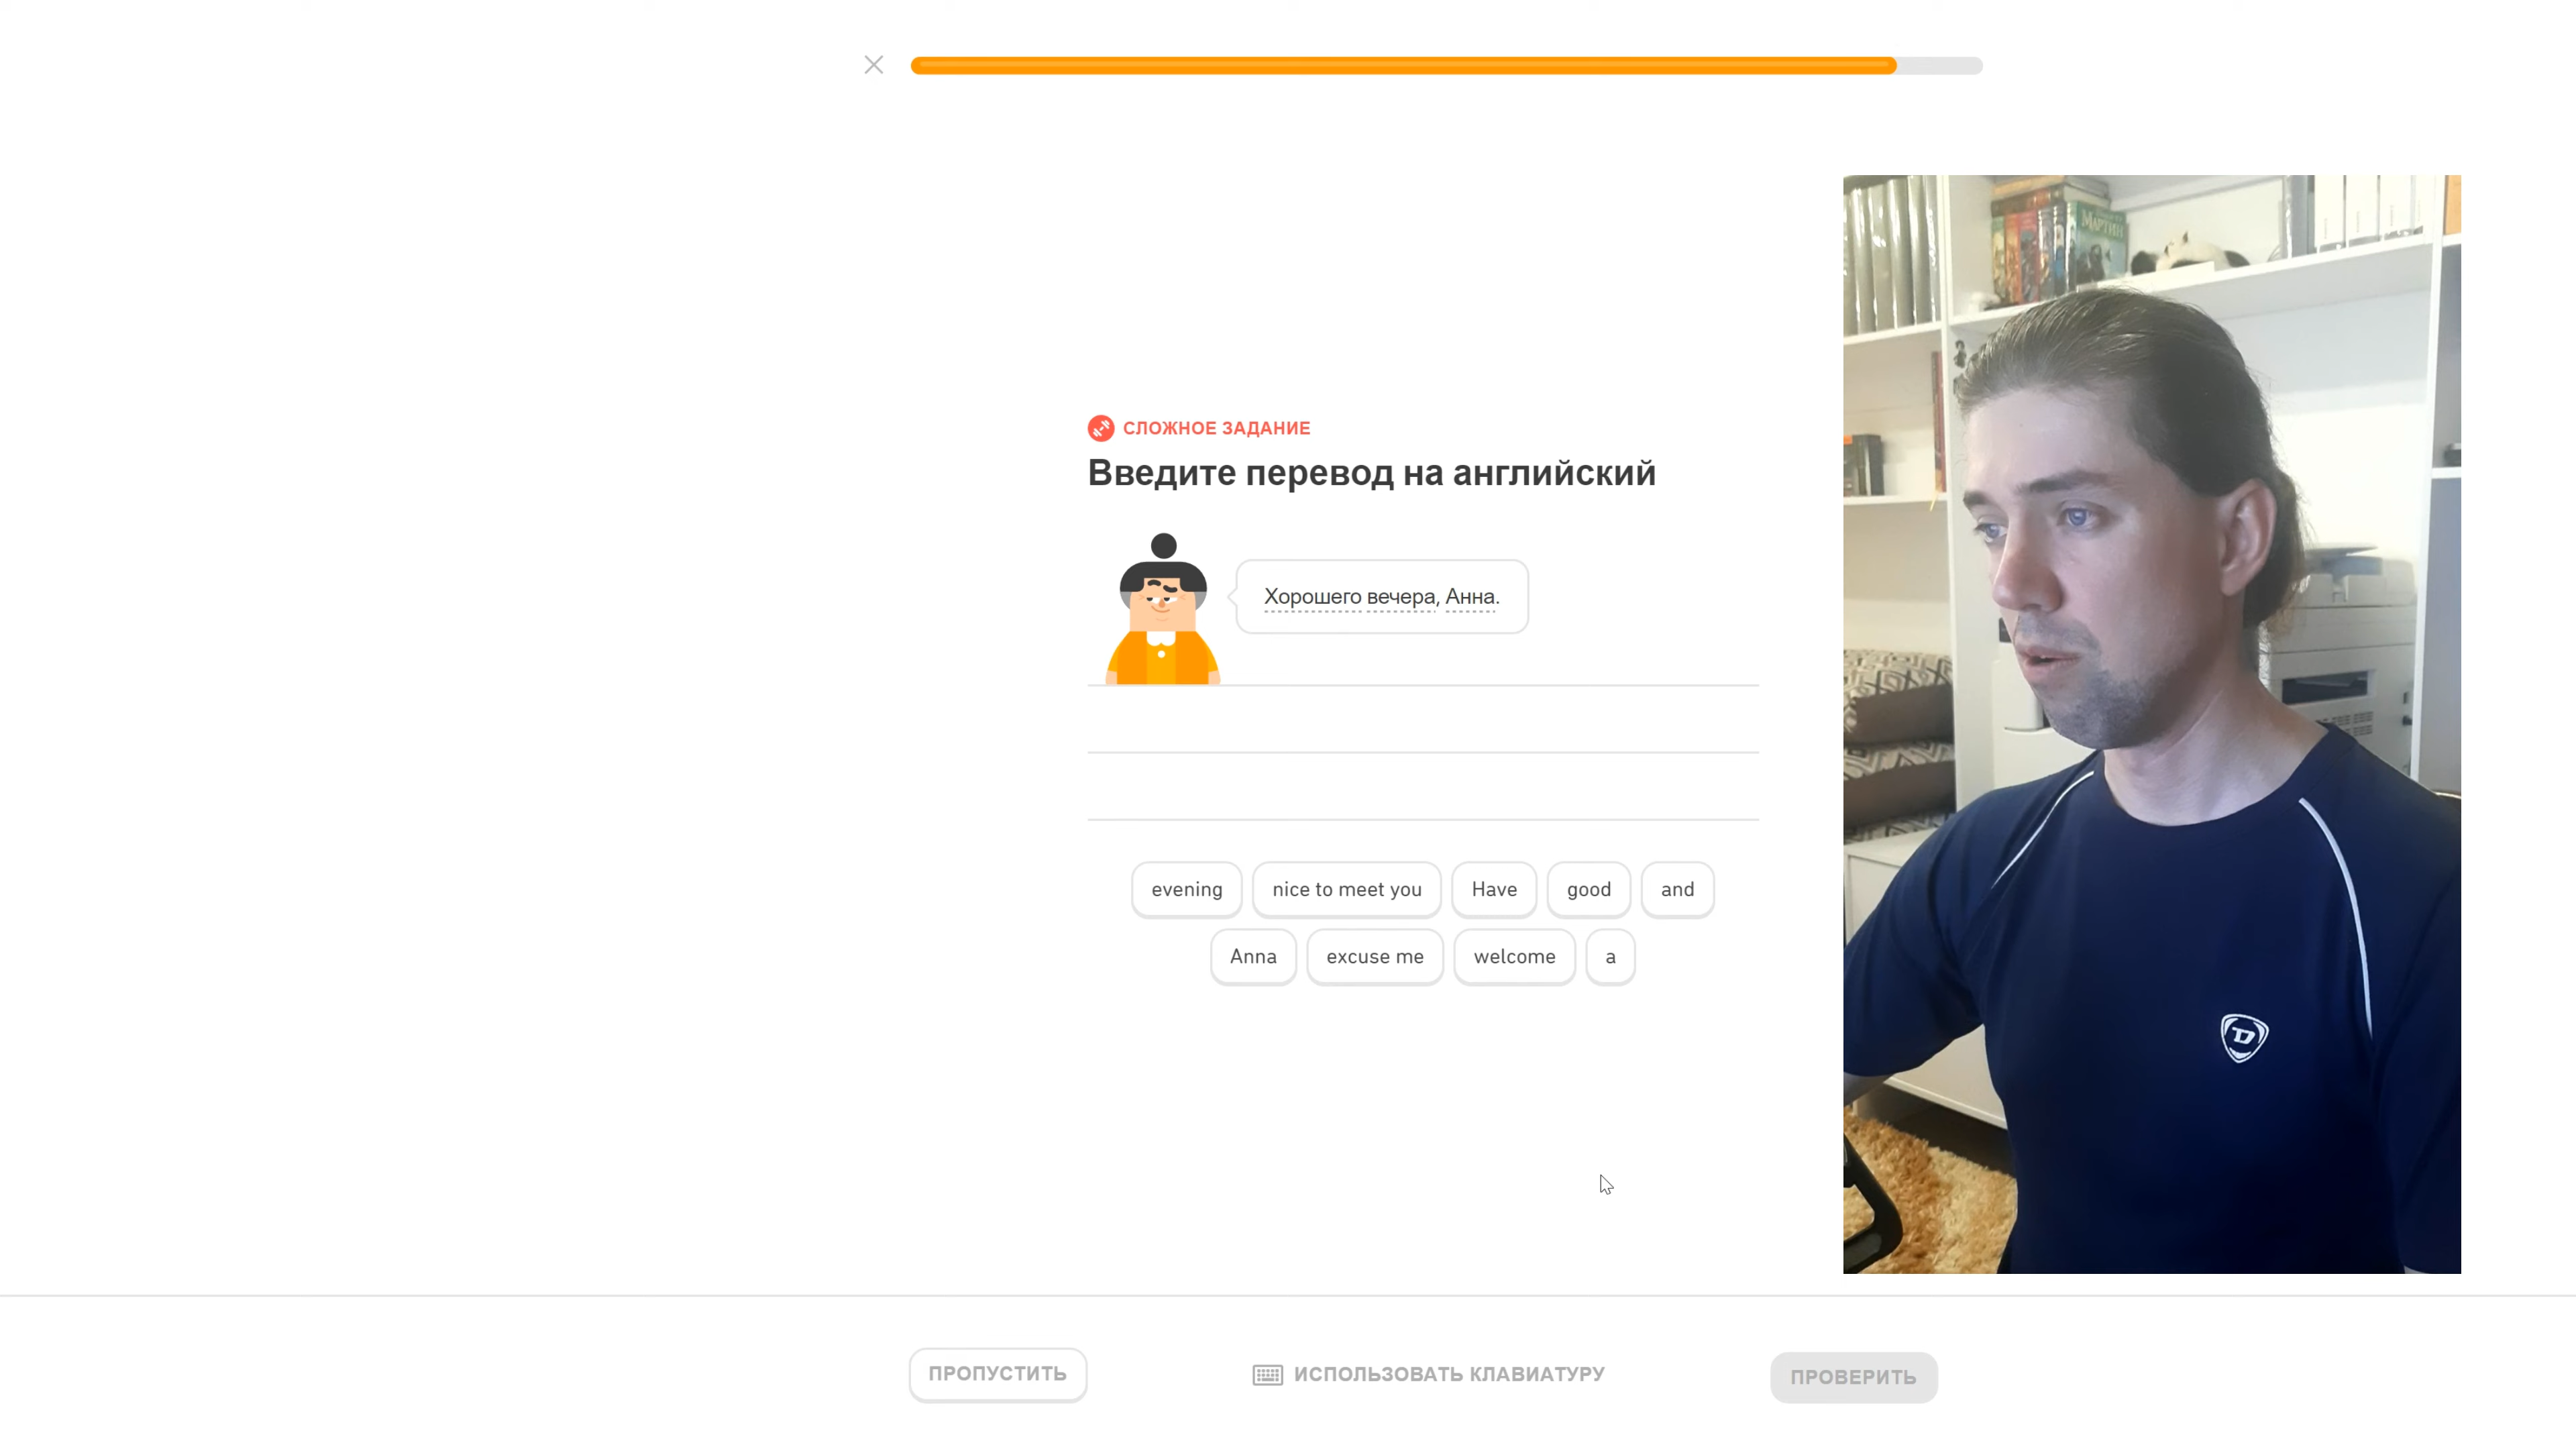 СЛОЖНОЕ ЗАДАНИЕ
Введите перевод на английский
Хорошего вечера, Анна.
evening nice to meet you Have good and
Anna excuse me welcome a
МАРТИН
ПРОПУСТИТЬ ИСПОЛЬЗОВАТЬ КЛАВИАТУРУ ПРОВЕРИТЬ